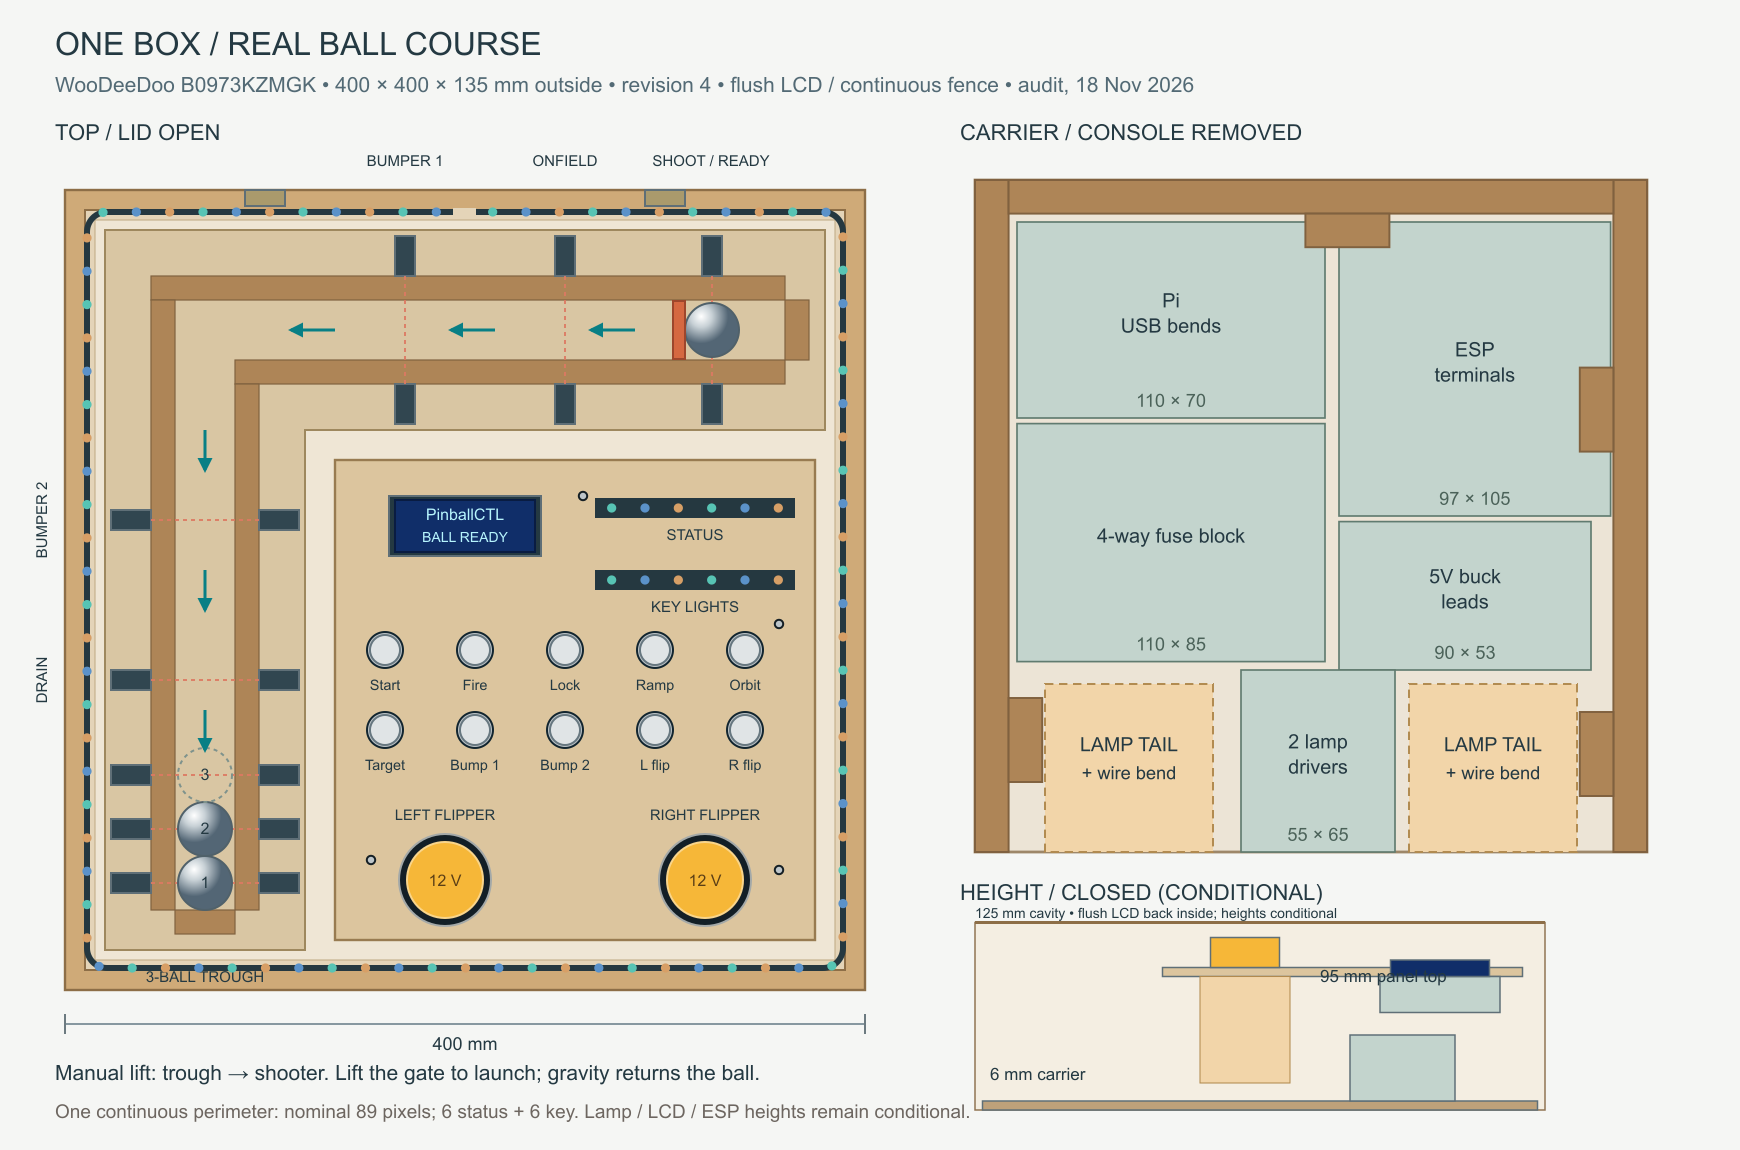 ONE BOX / REAL BALL COURSE
WooDeeDoo B0973KZMGK • 400 × 400 × 135 mm outside • revision 4 • flush LCD / continuous fence • audit, 18 Nov 2026
TOP / LID OPEN
BUMPER 1
ONFIELD
SHOOT / READY
BUMPER 2
DRAIN
PinballCTL
BALL READY
STATUS
KEY LIGHTS
Start
Fire
Lock
Ramp
Orbit
Target
Bump 1
Bump 2
L flip
R flip
3
2
1
LEFT FLIPPER
RIGHT FLIPPER
12 V
12 V
3-BALL TROUGH
400 mm
Manual lift: trough → shooter. Lift the gate to launch; gravity returns the ball.
One continuous perimeter: nominal 89 pixels; 6 status + 6 key. Lamp / LCD / ESP heights remain conditional.
CARRIER / CONSOLE REMOVED
Pi
USB bends
110 × 70
ESP
terminals
97 × 105
4-way fuse block
110 × 85
5V buck
leads
90 × 53
LAMP TAIL
+ wire bend
2 lamp
drivers
55 × 65
LAMP TAIL
+ wire bend
HEIGHT / CLOSED (CONDITIONAL)
125 mm cavity • flush LCD back inside; heights conditional
95 mm panel top
6 mm carrier